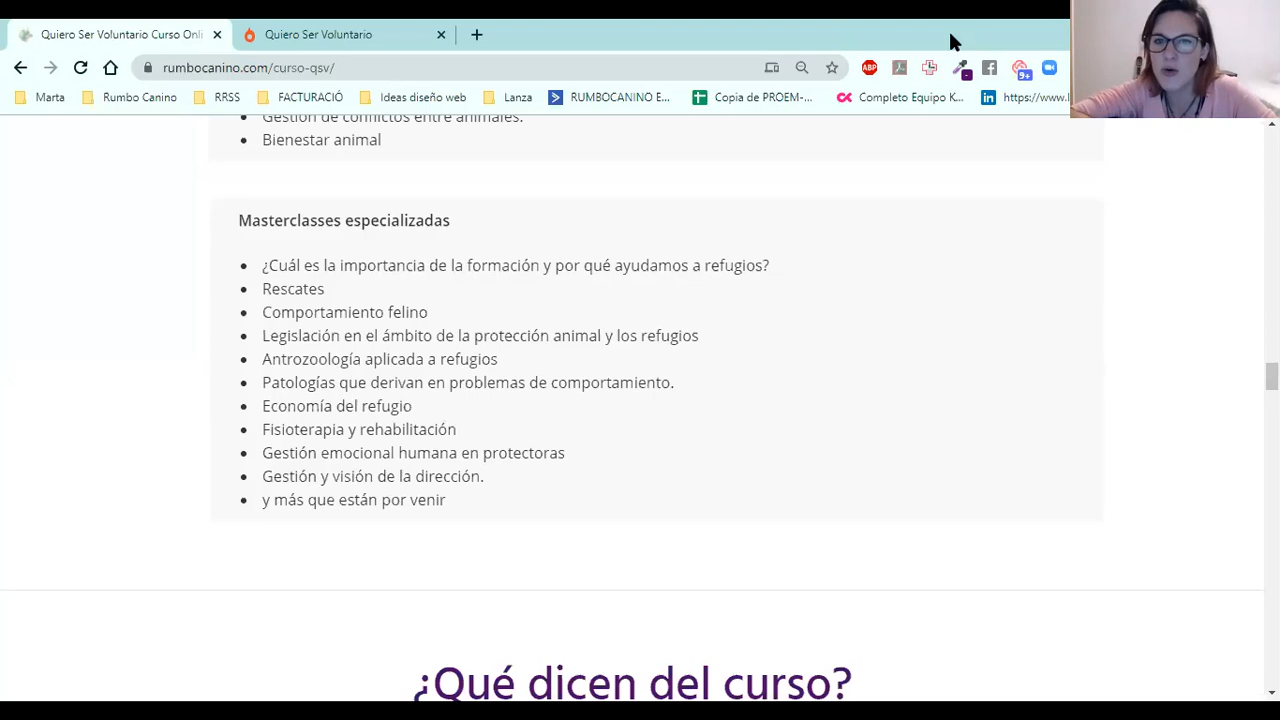 Quiero Ser Voluntario Curso Onli
Quiero Ser Voluntario
rumbocanino.com/curso-qsv/
ABP
9+
Marta
Rumbo Canino
RRSS
FACTURACIÓ
Ideas diseño web
Lanza
RUMBOCANINO E...
Copia de PROEM-...
Completo Equipo K...
https://www.l
Gestión de conflictos entre animales.
Bienestar animal
Masterclasses especializadas
¿Cuál es la importancia de la formación y por qué ayudamos a refugios?
Rescates
Comportamiento felino
Legislación en el ámbito de la protección animal y los refugios
Antrozoología aplicada a refugios
Patologías que derivan en problemas de comportamiento.
Economía del refugio
Fisioterapia y rehabilitación
Gestión emocional humana en protectoras
Gestión y visión de la dirección.
y más que están por venir
¿Qué dicen del curso?